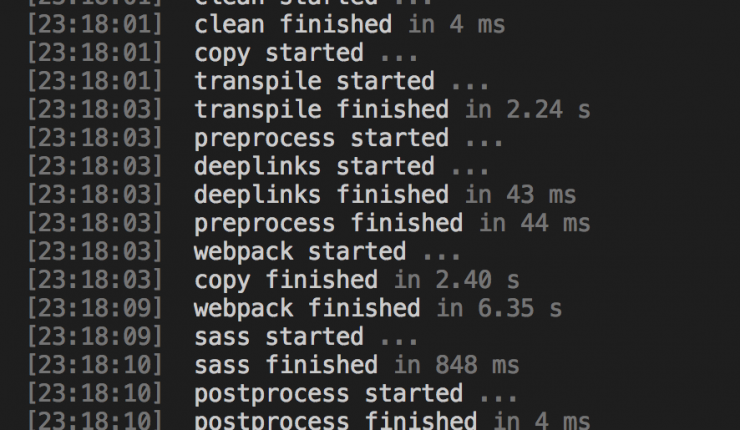 [23:18:01] clean started ...
[23:18:01] clean finished in 4 ms
[23:18:01] copy started ...
[23:18:01] transpile started ...
[23:18:03] transpile finished in 2.24 s
[23:18:03] preprocess started ...
[23:18:03] deeplinks started ...
[23:18:03] deeplinks finished in 43 ms
[23:18:03] preprocess finished in 44 ms
[23:18:03] webpack started ...
[23:18:03] copy finished in 2.40 s
[23:18:09] webpack finished in 6.35 s
[23:18:09] sass started ...
[23:18:10] sass finished in 848 ms
[23:18:10] postprocess started ...
[23:18:10] postprocess finished in 4 ms